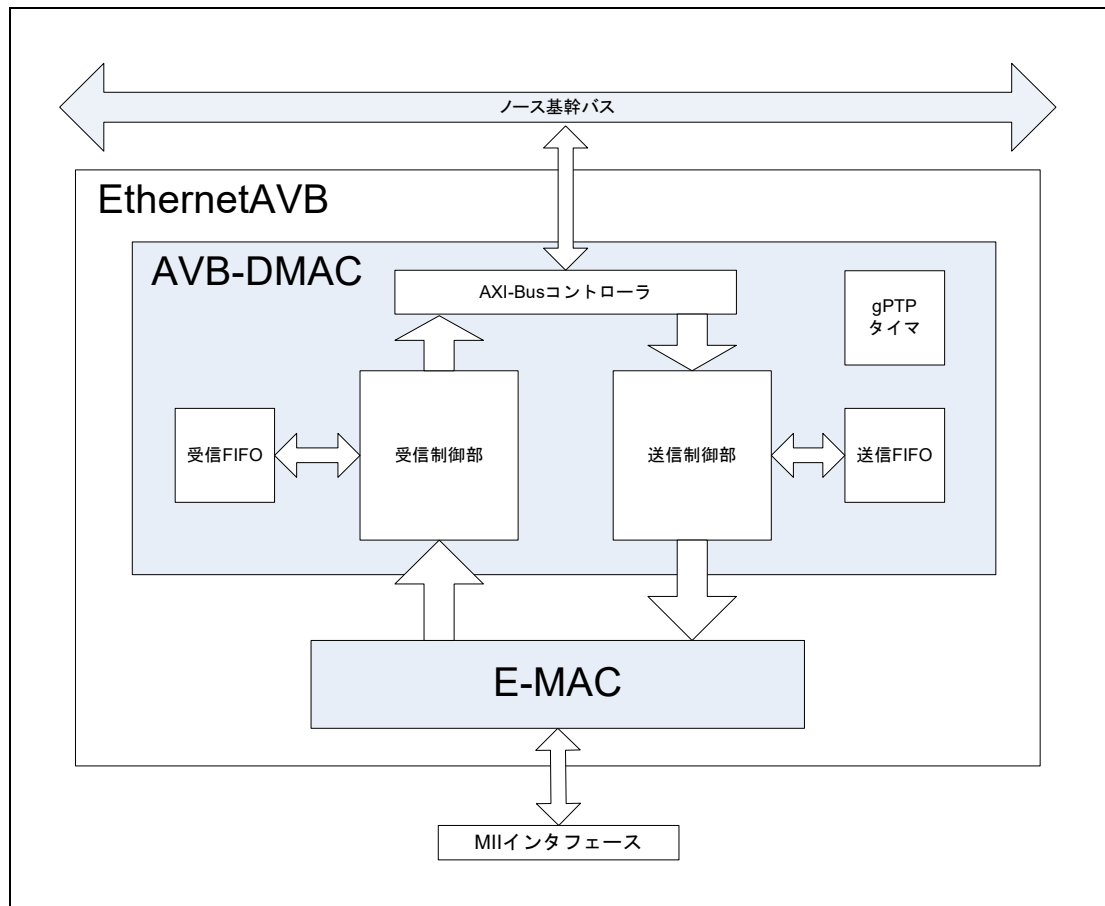 ノース基幹バス
EthernetAVB
AVB-DMAC
AXI-Busコントローラ
gPTP
タイマ
受信FIFO
受信制御部
送信制御部
送信FIFO
E-MAC
MIIインタフェース